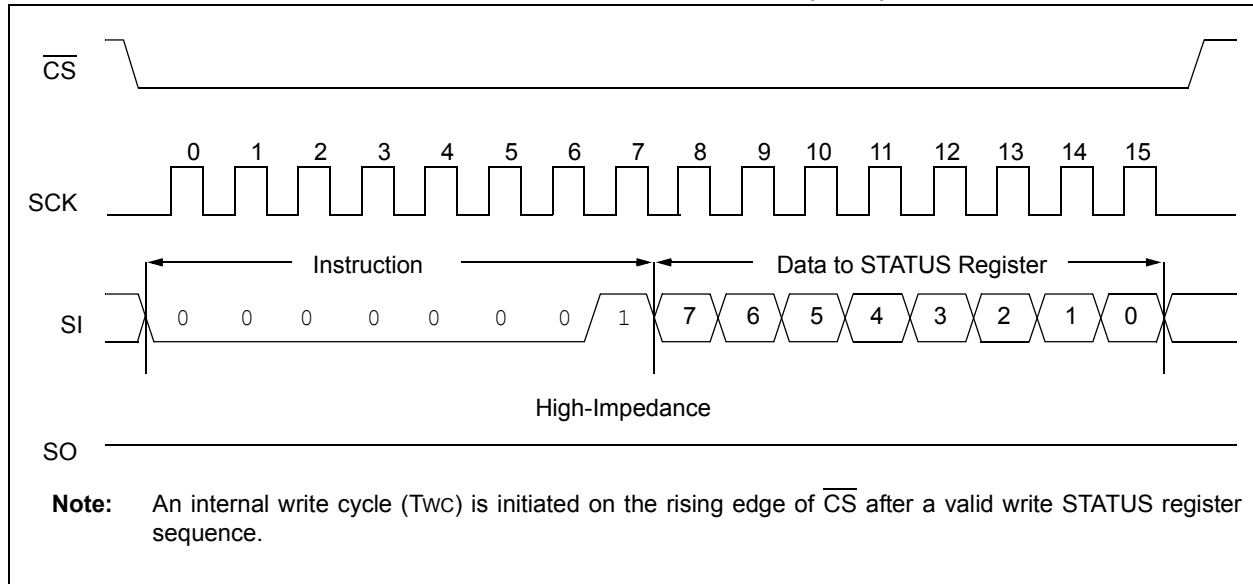 CS
0 1 2 3 4 5 6 7 8 9 10 11 12 13 14 15
SCK
Instruction Data to STATUS Register
SI 0 0 0 0 0 0 0 1 7 6 5 4 3 2 1 0
High-Impedance
SO
Note: An internal write cycle (TWC) is initiated on the rising edge of CS after a valid write STATUS register
sequence.